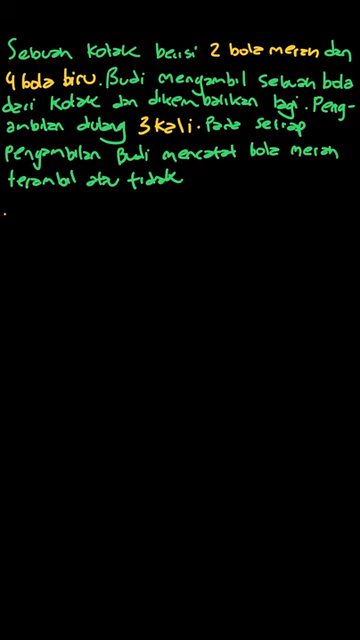 Sebuah kotak berisi 2 bola merah dan
4 bola biru. Budi mengambil sebuah bola
dari kotak dan dikembalikan lagi. Peng-
ambilan diulang 3 kali. Pada setiap
Pengambilan Budi mencatat bola merah
terambil atau tidak